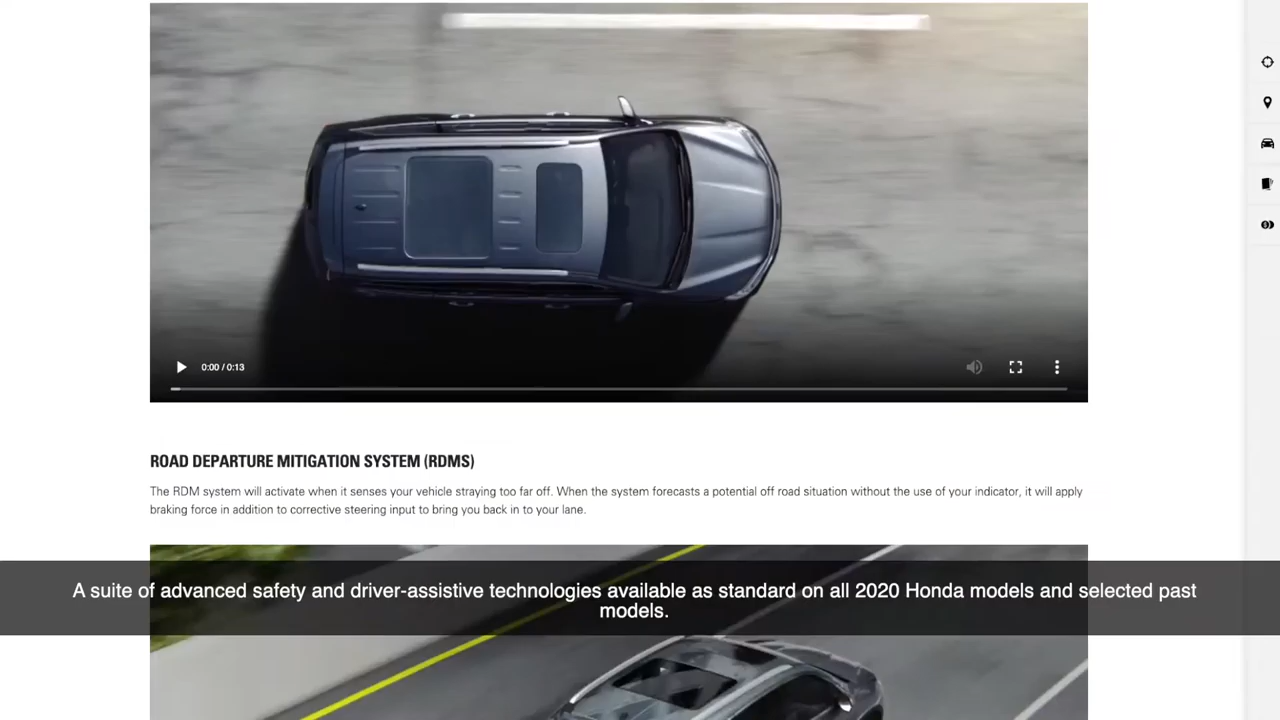 0:00 / 0:13
ROAD DEPARTURE MITIGATION SYSTEM (RDMS)
The RDM system will activate when it senses your vehicle straying too far off. When the system forecasts a potential off road situation without the use of your indicator, it will apply
braking force in addition to corrective steering input to bring you back in to your lane.
A suite of advanced safety and driver-assistive technologies available as standard on all 2020 Honda models and selected past
models.